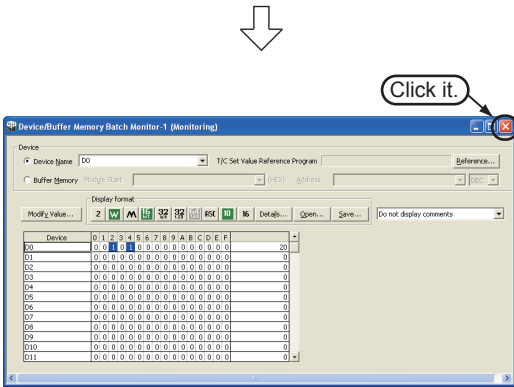 Click it.
Device/Buffer Memory Batch Monitor-1 (Monitoring)
Device
Device Name D0 T/C Set Value Reference Program Reference...
Buffer Memory Module Start (HEX) Address DEC
Display format
Modify Value... 2 W M 16 bit 32 bit 32 64 ASC 10 16 Details... Open... Save... Do not display comments
Device 0 1 2 3 4 5 6 7 8 9 A B C D E F
D0 0 0 1 0 1 0 0 0 0 0 0 0 0 0 0 0 20
D1 0 0 0 0 0 0 0 0 0 0 0 0 0 0 0 0 0
D2 0 0 0 0 0 0 0 0 0 0 0 0 0 0 0 0 0
D3 0 0 0 0 0 0 0 0 0 0 0 0 0 0 0 0 0
D4 0 0 0 0 0 0 0 0 0 0 0 0 0 0 0 0 0
D5 0 0 0 0 0 0 0 0 0 0 0 0 0 0 0 0 0
D6 0 0 0 0 0 0 0 0 0 0 0 0 0 0 0 0 0
D7 0 0 0 0 0 0 0 0 0 0 0 0 0 0 0 0 0
D8 0 0 0 0 0 0 0 0 0 0 0 0 0 0 0 0 0
D9 0 0 0 0 0 0 0 0 0 0 0 0 0 0 0 0 0
D10 0 0 0 0 0 0 0 0 0 0 0 0 0 0 0 0 0
D11 0 0 0 0 0 0 0 0 0 0 0 0 0 0 0 0 0